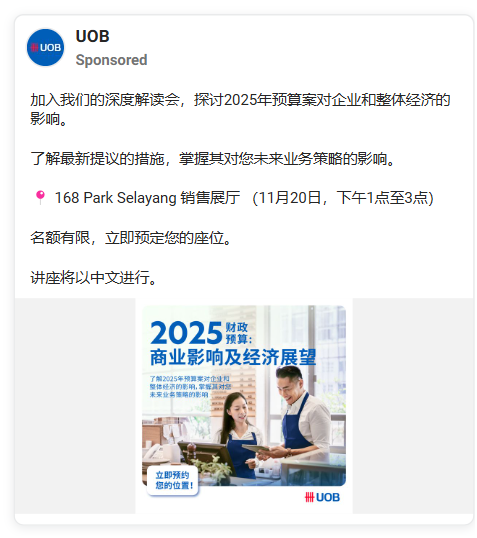 UOB
UOB
Sponsored
加入我们的深度解读会，探讨2025年预算案对企业和整体经济的
影响。
了解最新提议的措施，掌握其对您未来业务策略的影响。
168 Park Selayang 销售展厅 （11月20日，下午1点至3点）
名额有限，立即预定您的座位。
讲座将以中文进行。
2025 财政
预算：
商业影响及经济展望
了解2025年预算案对企业和
整体经济的影响，掌握其对您
未来业务策略的影响
立即预约
您的位置！
UOB